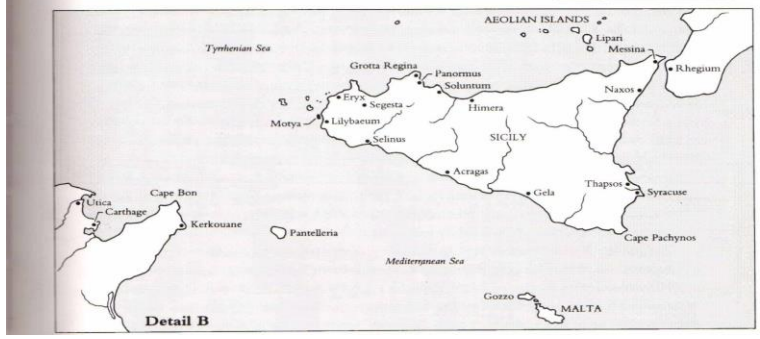 AEOLIAN ISLANDS
Lipari
Tyrrhenian Sea
Messina
Grotta Regina
Panormus
Rhegium
Soluntum
Naxos
Eryx
Segesta
Himera
Motya
Lilybaeum
SICILY
Selinus
Acragas
Thapsos
Cape Bon
Gela
Syracuse
Utica
Carthage
Kerkouane
Pantelleria
Cape Pachynos
Mediterranean Sea
Gozzo
MALTA
Detail B